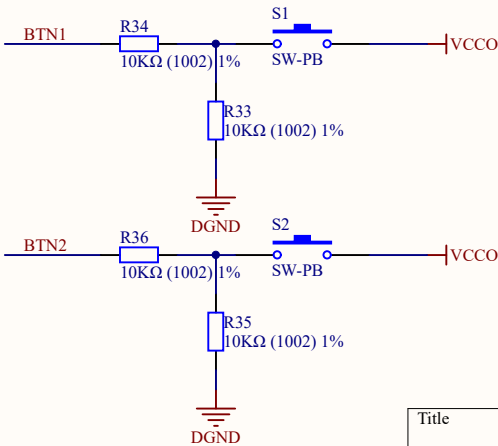 S1
R34
BTN1
VCCO
10KΩ (1002) 1%
SW-PB
R33
10KΩ (1002) 1%
DGND
S2
R36
BTN2
VCCO
10KΩ (1002) 1%
SW-PB
R35
10KΩ (1002) 1%
DGND
Title